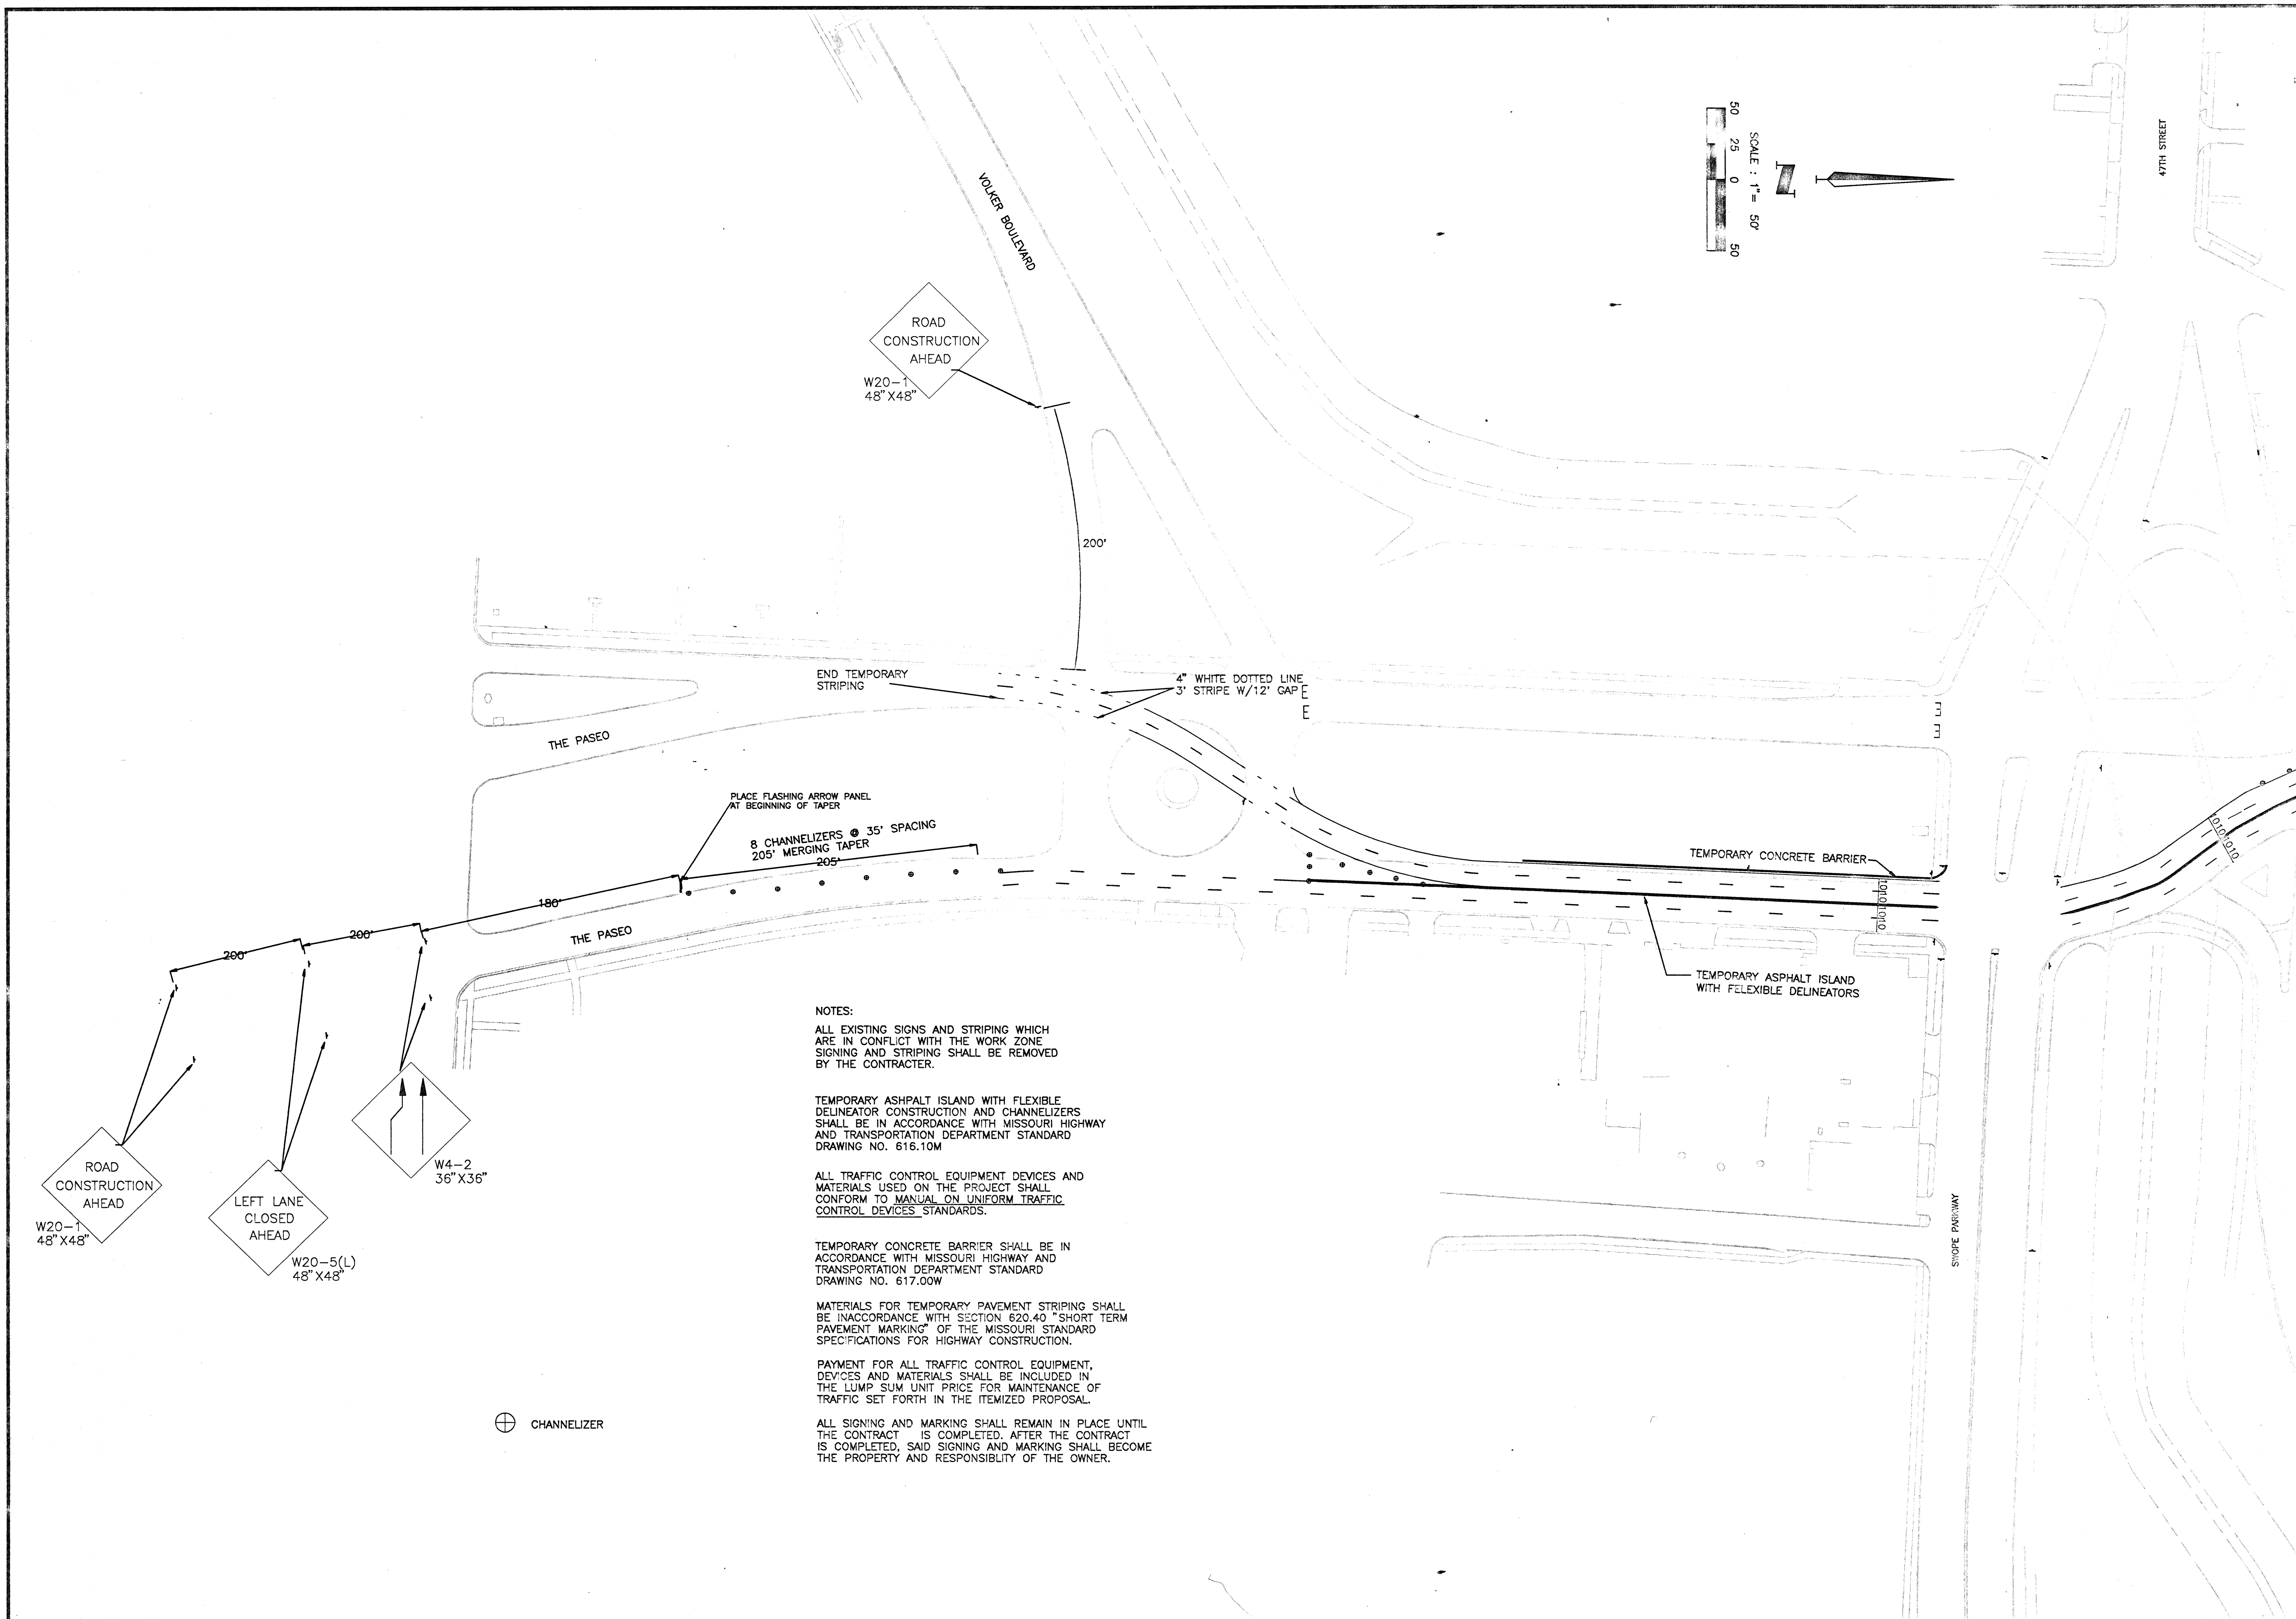 47TH STREET
50
25
0
50
SCALE : 1"= 50'
N
VOLKER BOULEVARD
ROAD
CONSTRUCTION
AHEAD
W20-1
48"X48"
200'
END TEMPORARY
STRIPING
4" WHITE DOTTED LINE
3' STRIPE W/12' GAP
THE PASEO
PLACE FLASHING ARROW PANEL
AT BEGINNING OF TAPER
8 CHANNELIZERS @ 35' SPACING
205' MERGING TAPER
205'
TEMPORARY CONCRETE BARRIER
180'
200'
200'
THE PASEO
TEMPORARY ASPHALT ISLAND
WITH FELEXIBLE DELINEATORS
ROAD
CONSTRUCTION
AHEAD
W20-1
48"X48"
LEFT LANE
CLOSED
AHEAD
W20-5(L)
48"X48"
W4-2
36"X36"
NOTES:
ALL EXISTING SIGNS AND STRIPING WHICH
ARE IN CONFLICT WITH THE WORK ZONE
SIGNING AND STRIPING SHALL BE REMOVED
BY THE CONTRACTER.
TEMPORARY ASHPALT ISLAND WITH FLEXIBLE
DELINEATOR CONSTRUCTION AND CHANNELIZERS
SHALL BE IN ACCORDANCE WITH MISSOURI HIGHWAY
AND TRANSPORTATION DEPARTMENT STANDARD
DRAWING NO. 616.10M
ALL TRAFFIC CONTROL EQUIPMENT DEVICES AND
MATERIALS USED ON THE PROJECT SHALL
CONFORM TO MANUAL ON UNIFORM TRAFFIC
CONTROL DEVICES STANDARDS.
TEMPORARY CONCRETE BARRIER SHALL BE IN
ACCORDANCE WITH MISSOURI HIGHWAY AND
TRANSPORTATION DEPARTMENT STANDARD
DRAWING NO. 617.00W
MATERIALS FOR TEMPORARY PAVEMENT STRIPING SHALL
BE INACCORDANCE WITH SECTION 620.40 "SHORT TERM
PAVEMENT MARKING" OF THE MISSOURI STANDARD
SPECIFICATIONS FOR HIGHWAY CONSTRUCTION.
PAYMENT FOR ALL TRAFFIC CONTROL EQUIPMENT,
DEVICES AND MATERIALS SHALL BE INCLUDED IN
THE LUMP SUM UNIT PRICE FOR MAINTENANCE OF
TRAFFIC SET FORTH IN THE ITEMIZED PROPOSAL.
ALL SIGNING AND MARKING SHALL REMAIN IN PLACE UNTIL
THE CONTRACT IS COMPLETED. AFTER THE CONTRACT
IS COMPLETED, SAID SIGNING AND MARKING SHALL BECOME
THE PROPERTY AND RESPONSIBLITY OF THE OWNER.
CHANNELIZER
SWOPE PARKWAY
10 10 10 10
10 10 10 10